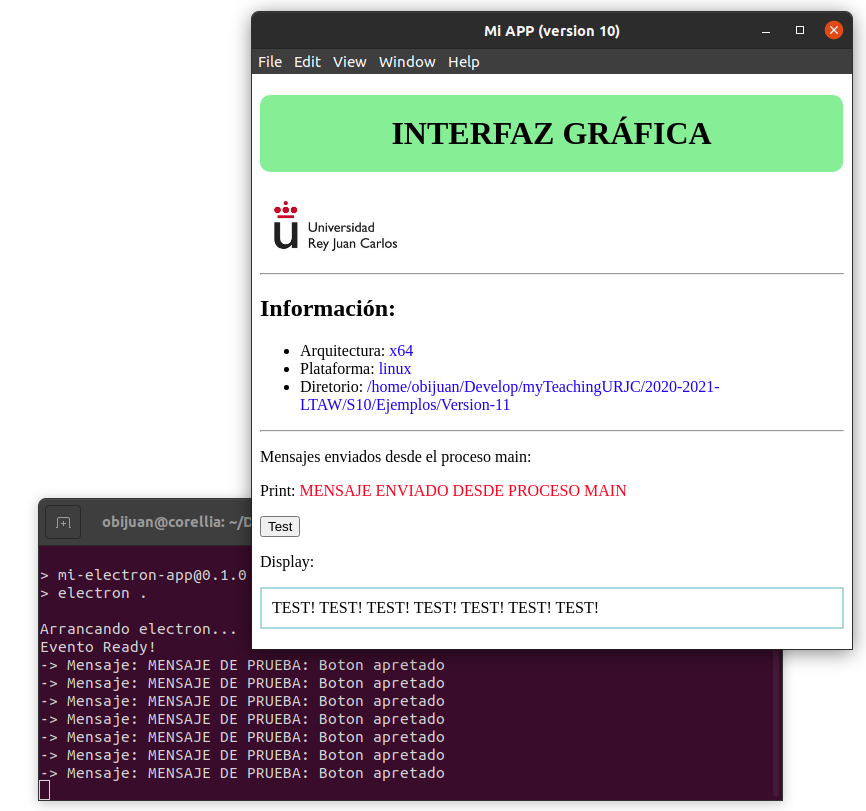 Mi APP (version 10)
File Edit View Window Help
INTERFAZ GRÁFICA
u Universidad
Rey Juan Carlos
Información:
Arquitectura: x64
Plataforma: linux
Diretorio: /home/obijuan/Develop/myTeachingURJC/2020-2021-
LTAW/S10/Ejemplos/Version-11
Mensajes enviados desde el proceso main:
Print: MENSAJE ENVIADO DESDE PROCESO MAIN
Test
Display:
TEST! TEST! TEST! TEST! TEST! TEST! TEST!
obijuan@corellia: ~/D
> mi-electron-app@0.1.0
> electron .
Arrancando electron...
Evento Ready!
-> Mensaje: MENSAJE DE PRUEBA: Boton apretado
-> Mensaje: MENSAJE DE PRUEBA: Boton apretado
-> Mensaje: MENSAJE DE PRUEBA: Boton apretado
-> Mensaje: MENSAJE DE PRUEBA: Boton apretado
-> Mensaje: MENSAJE DE PRUEBA: Boton apretado
-> Mensaje: MENSAJE DE PRUEBA: Boton apretado
-> Mensaje: MENSAJE DE PRUEBA: Boton apretado